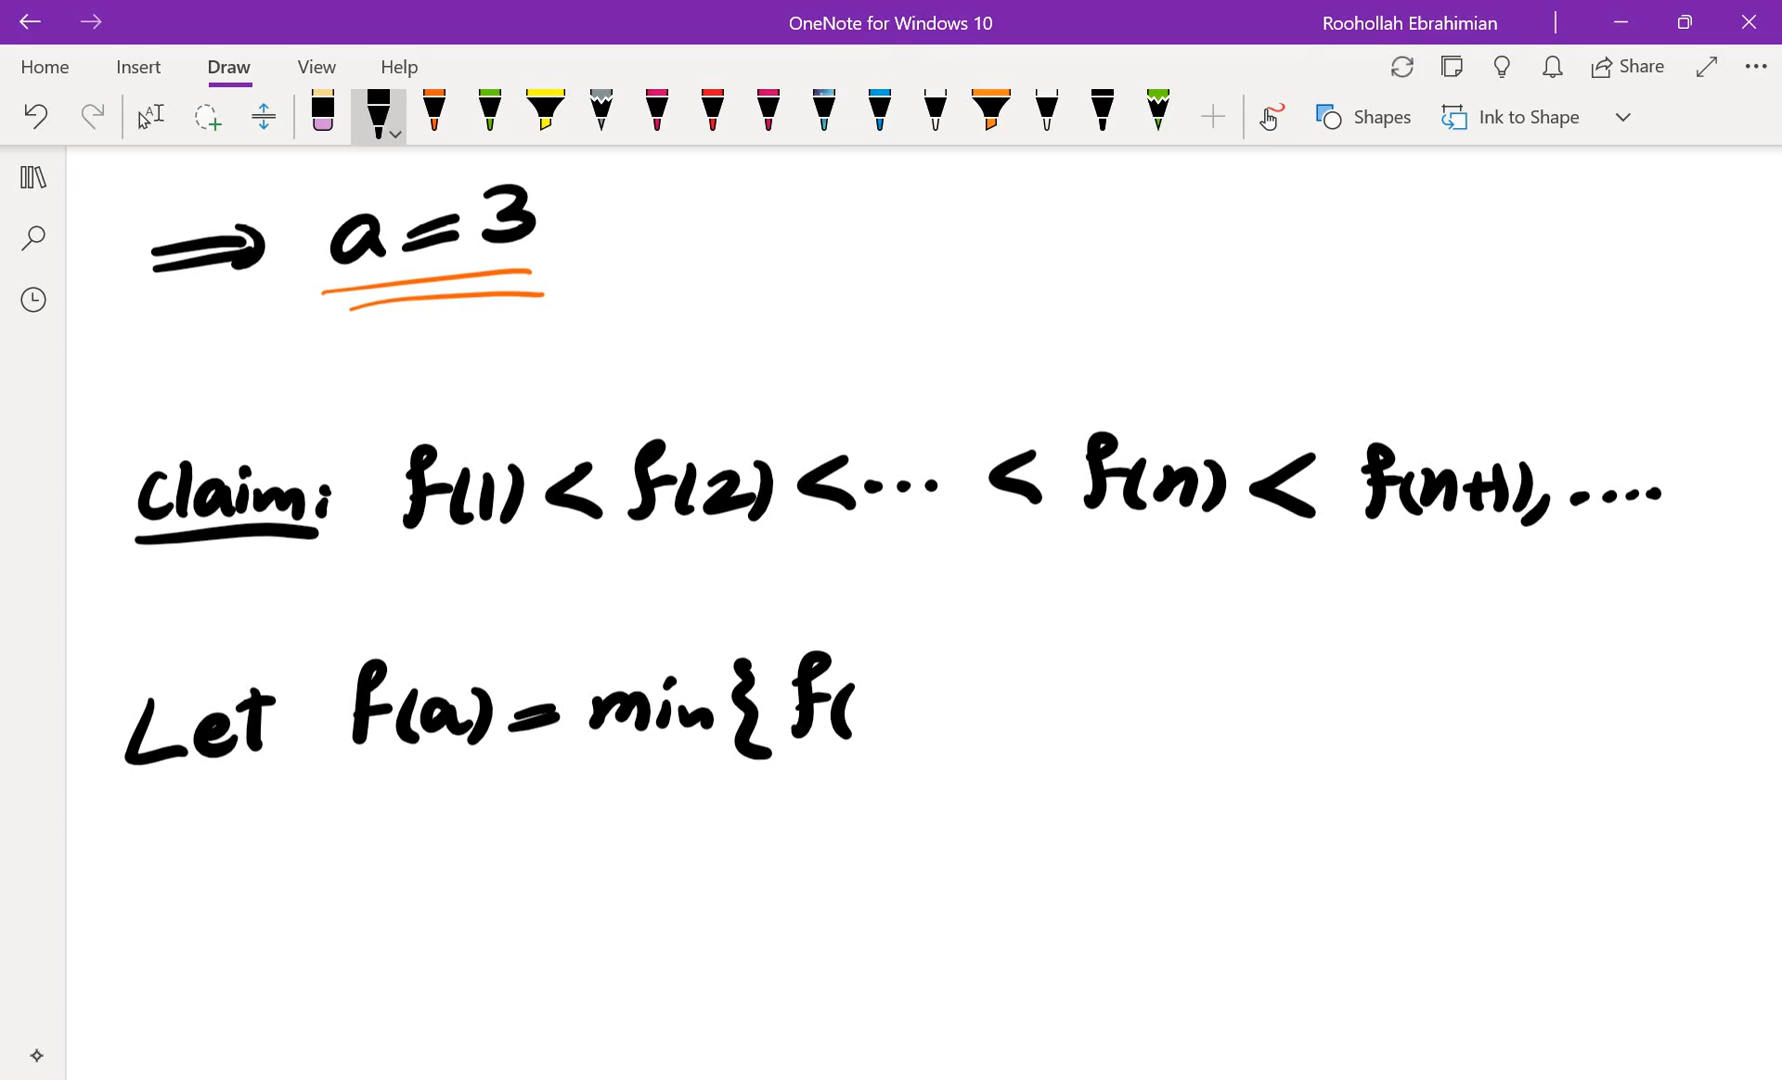 OneNote for Windows 10
Roohollah Ebrahimian
Home Insert Draw View Help Share
Shapes Ink to Shape
⟹ a = 3
Claim: f(1) < f(2) < ... < f(n) < f(n+1), ....
Let f(a) = min{ f(